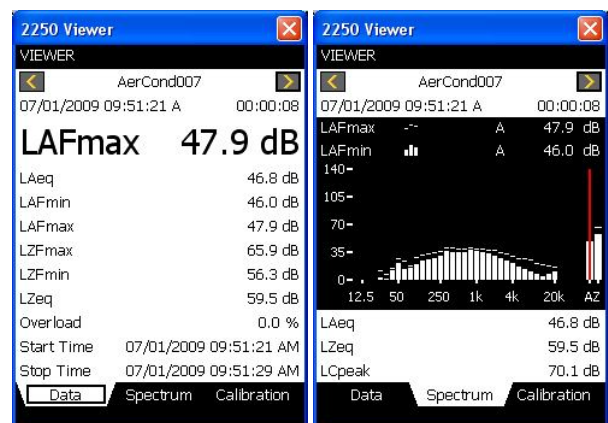 2250 Viewer
VIEWER
AerCond007
07/01/2009 09:51:21 A 00:00:08
LAFmax 47.9 dB
LAeq 46.8 dB
LAFmin 46.0 dB
LAFmax 47.9 dB
LZFmax 65.9 dB
LZFmin 56.3 dB
LZeq 59.5 dB
Overload 0.0 %
Start Time 07/01/2009 09:51:21 AM
Stop Time 07/01/2009 09:51:29 AM
Data Spectrum Calibration
2250 Viewer
VIEWER
AerCond007
07/01/2009 09:51:21 A 00:00:08
LAFmax A 47.9 dB
LAFmin A 46.0 dB
140
105
70
35
0
12.5 50 250 1k 4k 20k AZ
LAeq 46.8 dB
LZeq 59.5 dB
LCpeak 70.1 dB
Data Spectrum Calibration